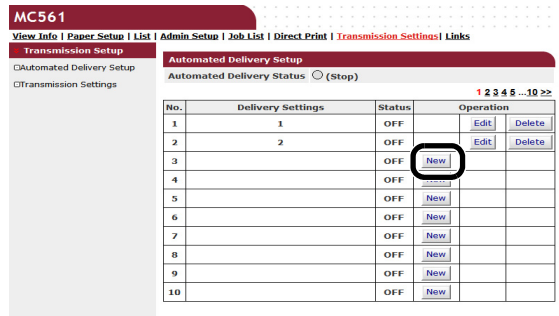 MC561
View Info | Paper Setup | List | Admin Setup | Job List | Direct Print | Transmission Settings| Links
Transmission Setup
Automated Delivery Setup
Transmission Settings
Automated Delivery Setup
Automated Delivery Status (Stop)
1 2 3 4 5 ...10 >>
No. Delivery Settings Status Operation
1 1 OFF Edit Delete
2 2 OFF Edit Delete
3 OFF New
4 OFF
5 OFF New
6 OFF New
7 OFF New
8 OFF New
9 OFF New
10 OFF New